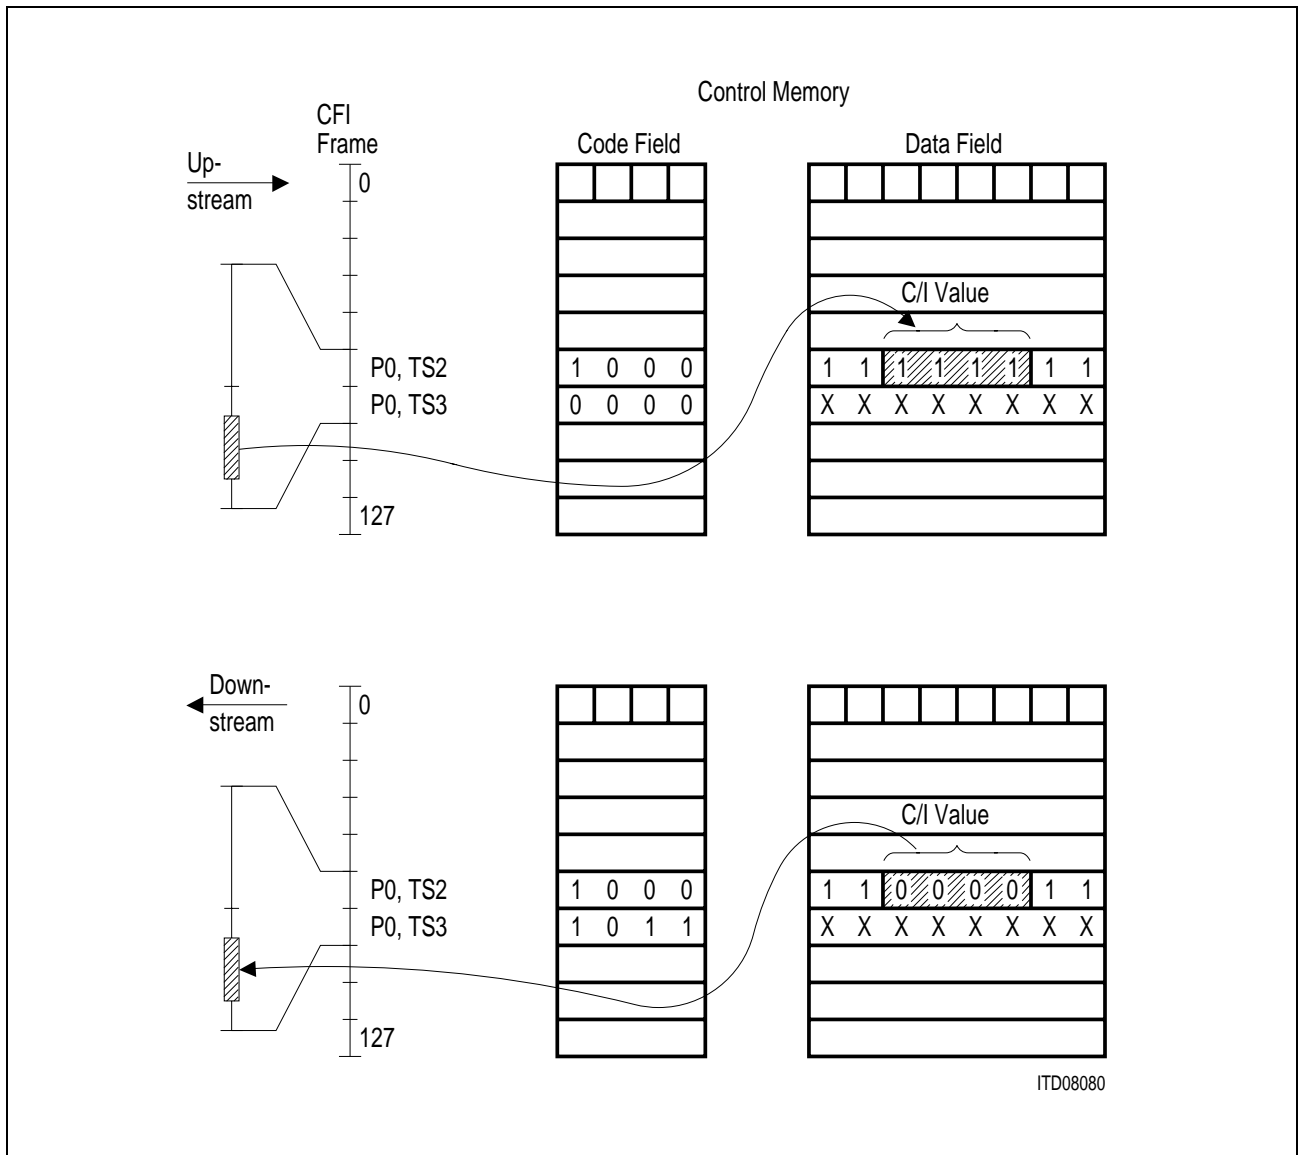 Control Memory
CFI
Frame
Code Field
Data Field
Up-
stream
0
C/I Value
P0, TS2
1 0 0 0
1 1 1 1 1 1 1 1
P0, TS3
0 0 0 0
X X X X X X X X
127
Down-
stream
0
C/I Value
P0, TS2
1 0 0 0
1 1 0 0 0 0 1 1
P0, TS3
1 0 1 1
X X X X X X X X
127
ITD08080